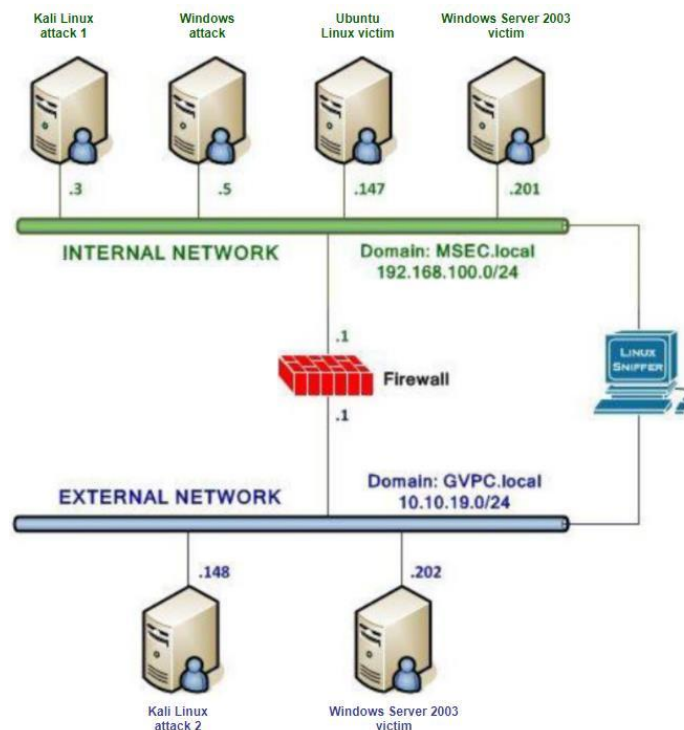 Kali Linux
attack 1
Windows
attack
Ubuntu
Linux victim
Windows Server 2003
victim
.3
.5
.147
.201
INTERNAL NETWORK
Domain: MSEC.local
192.168.100.0/24
.1
Firewall
.1
LINUX
SNIFFER
EXTERNAL NETWORK
Domain: GVPC.local
10.10.19.0/24
.148
.202
Kali Linux
attack 2
Windows Server 2003
victim